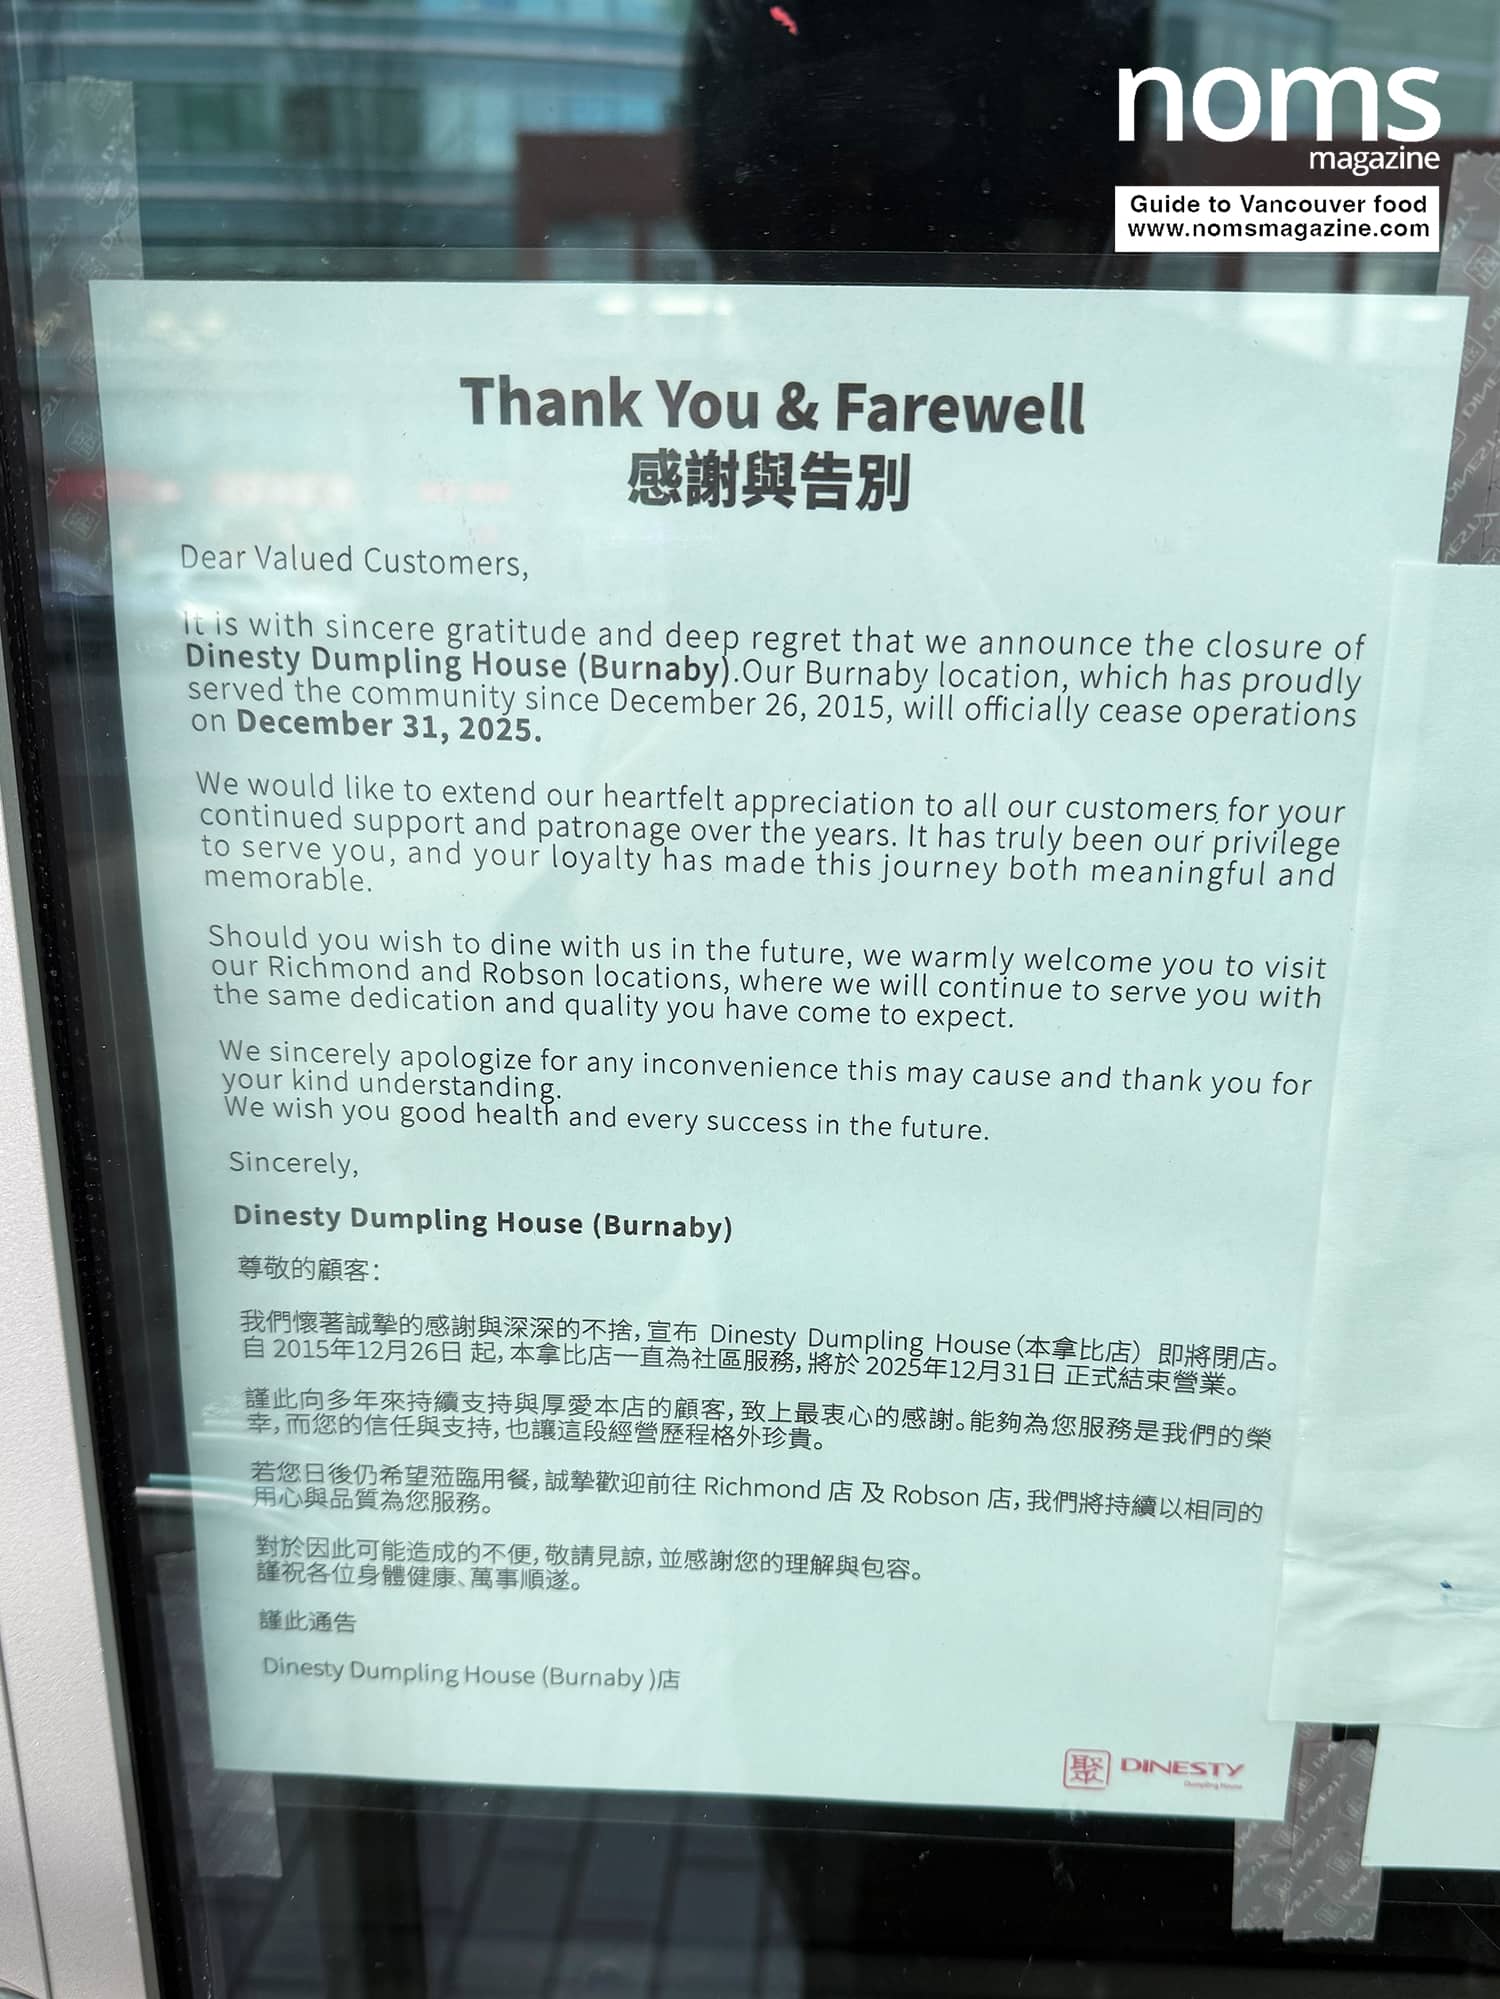 noms
magazine
Guide to Vancouver food
www.nomsmagazine.com
Thank You & Farewell
感謝與告別
Dear Valued Customers,
It is with sincere gratitude and deep regret that we announce the closure of
Dinesty Dumpling House (Burnaby).Our Burnaby location, which has proudly
served the community since December 26, 2015, will officially cease operations
on December 31, 2025.
We would like to extend our heartfelt appreciation to all our customers for your
continued support and patronage over the years. It has truly been our privilege
to serve you, and your loyalty has made this journey both meaningful and
memorable.
Should you wish to dine with us in the future, we warmly welcome you to visit
our Richmond and Robson locations, where we will continue to serve you with
the same dedication and quality you have come to expect.
We sincerely apologize for any inconvenience this may cause and thank you for
your kind understanding.
We wish you good health and every success in the future.
Sincerely,
Dinesty Dumpling House (Burnaby)
尊敬的顧客：
我們懷著誠摯的感謝與深深的不捨，宣布 Dinesty Dumpling House（本拿比店） 即將閉店。
自 2015年12月26日 起，本拿比店一直為社區服務，將於 2025年12月31日 正式結束營業。
謹此向多年來持續支持與厚愛本店的顧客，致上最衷心的感謝。能夠為您服務是我們的榮
幸，而您的信任與支持，也讓這段經營歷程格外珍貴。
若您日後仍希望蒞臨用餐，誠摯歡迎前往 Richmond 店 及 Robson 店，我們將持續以相同的
用心與品質為您服務。
對於因此可能造成的不便，敬請見諒，並感謝您的理解與包容。
謹祝各位身體健康、萬事順遂。
謹此通告
Dinesty Dumpling House (Burnaby )店
聚 DINESTY
Dumpling House